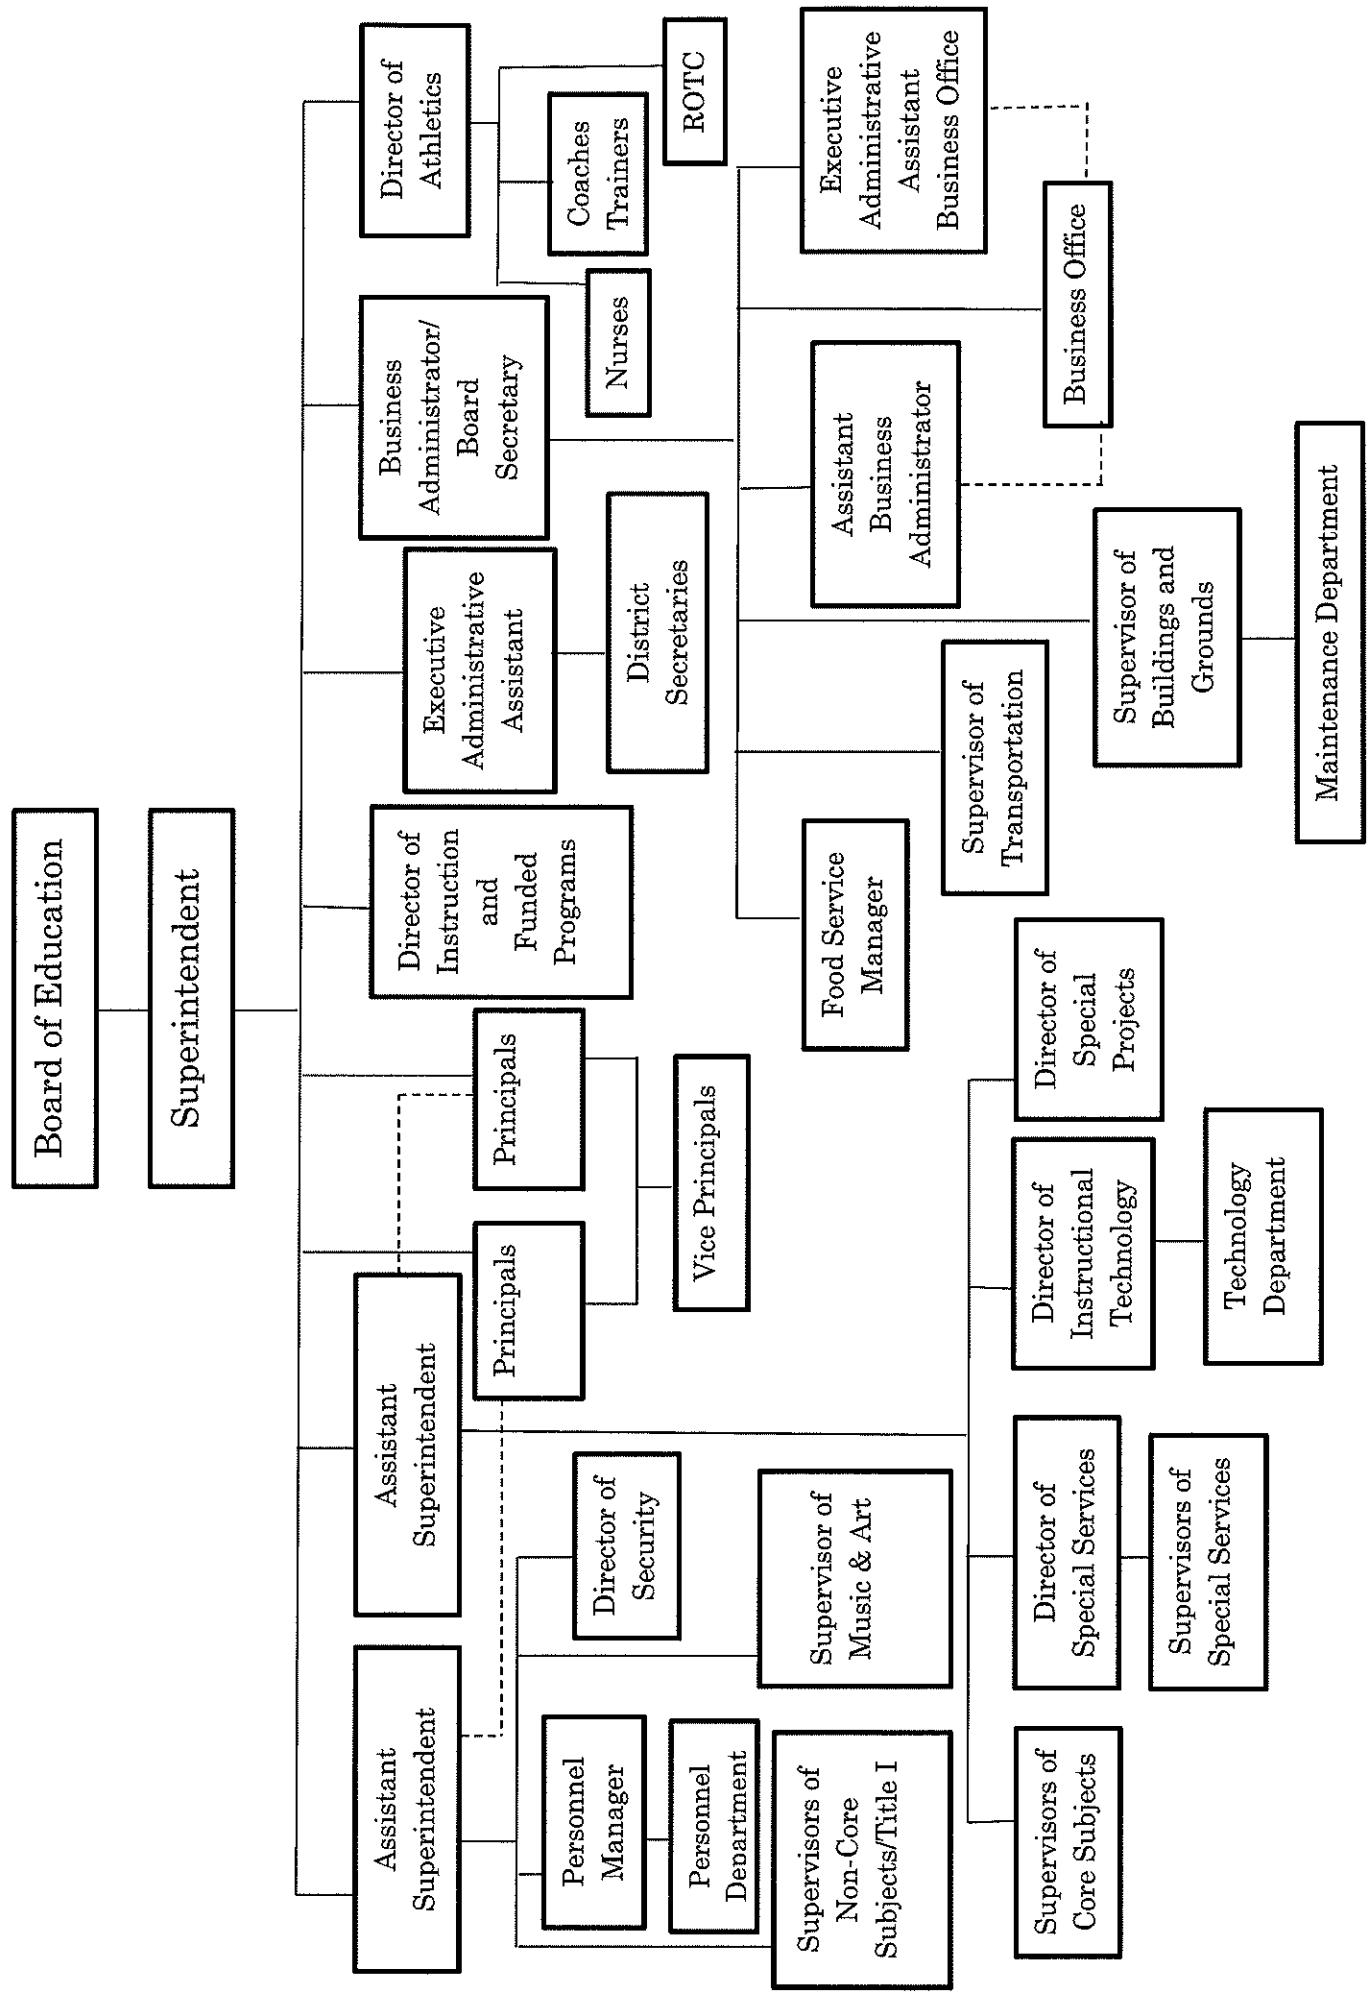 Board of Education
Superintendent
Assistant
Superintendent
Assistant
Superintendent
Principals
Principals
Vice Principals
Director of
Instruction
and
Funded
Programs
Executive
Administrative
Assistant
District
Secretaries
Business
Administrator/
Board
Secretary
Director of
Athletics
Nurses
Coaches
Trainers
ROTC
Personnel
Manager
Personnel
Department
Supervisors of
Non-Core
Subjects/Title I
Director of
Security
Supervisor of
Music & Art
Supervisors of
Core Subjects
Director of
Special Services
Supervisors of
Special Services
Director of
Instructional
Technology
Technology
Department
Director of
Special
Projects
Food Service
Manager
Supervisor of
Transportation
Supervisor of
Buildings and
Grounds
Maintenance Department
Assistant
Business
Administrator
Business Office
Executive
Administrative
Assistant
Business Office